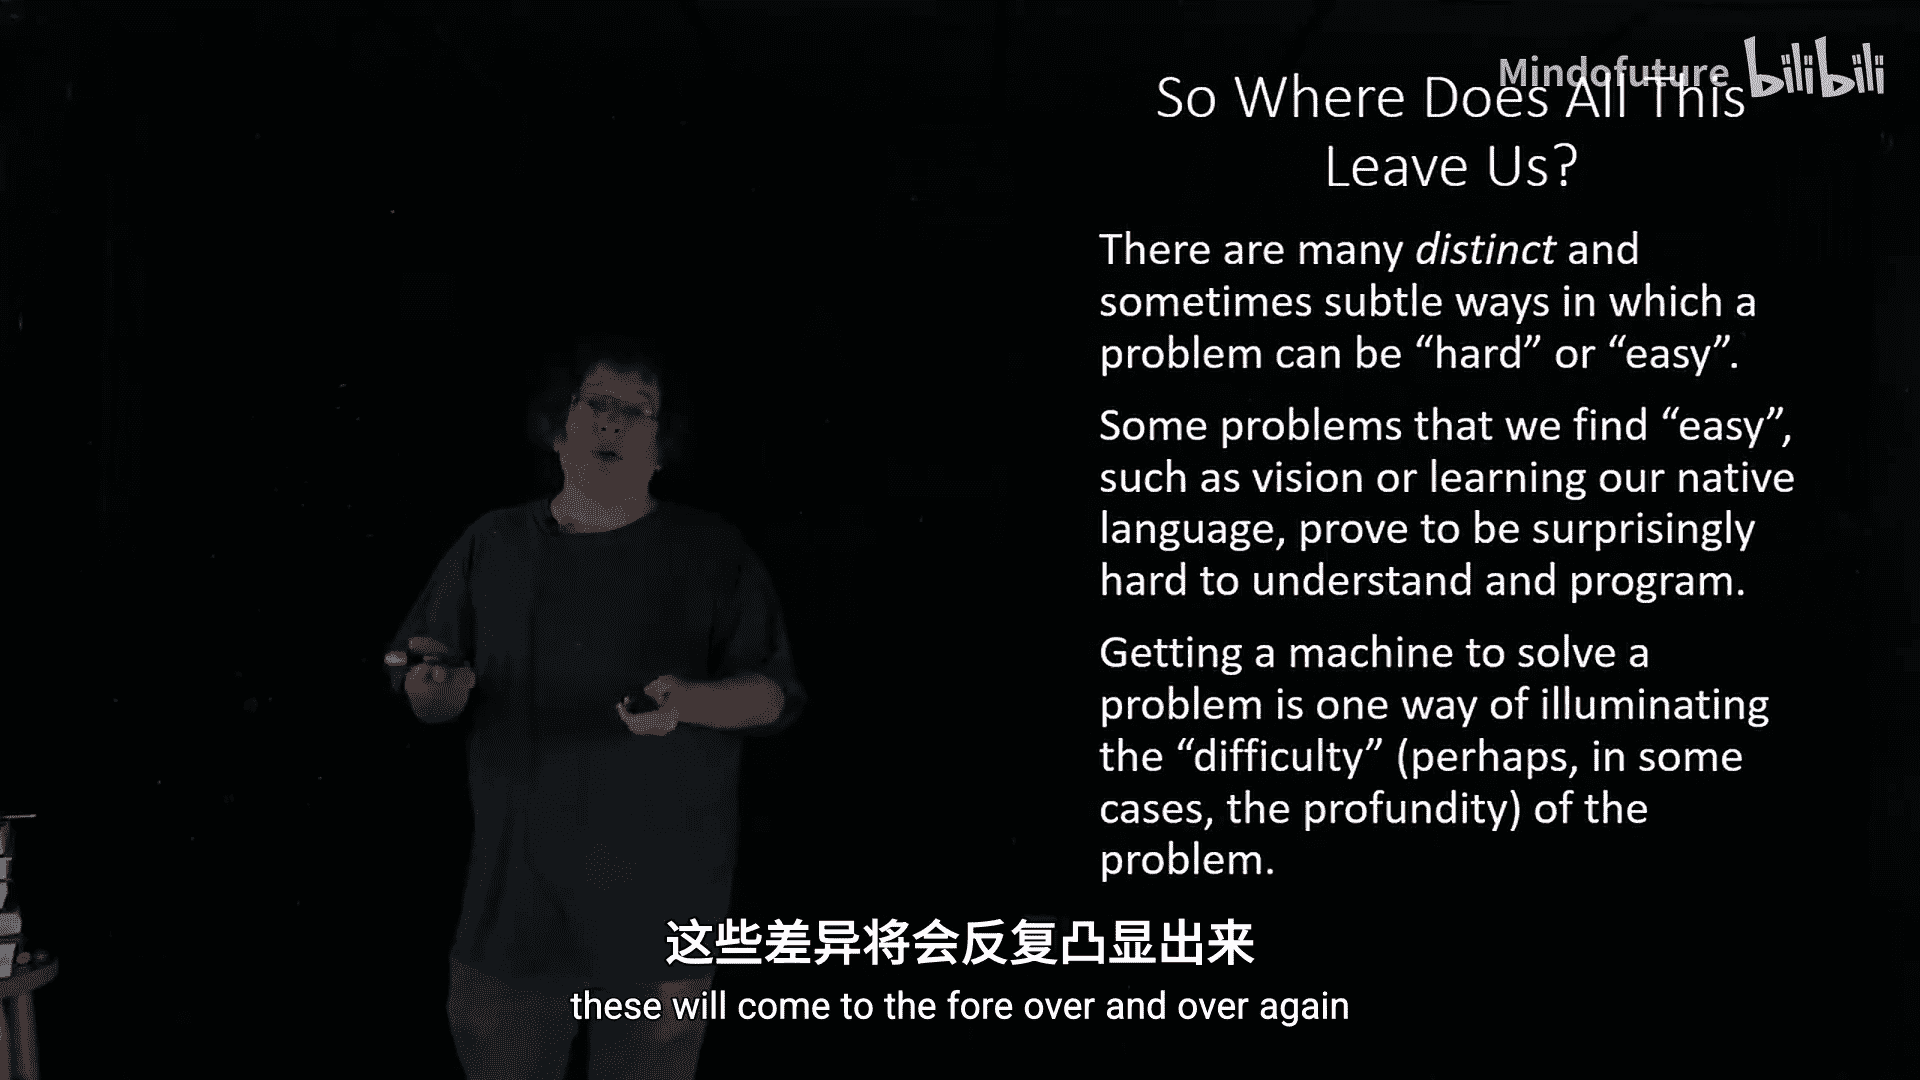 Mindofuture bilibili
So Where Does All This
Leave Us?
There are many distinct and
sometimes subtle ways in which a
problem can be “hard” or “easy”.
Some problems that we find “easy”,
such as vision or learning our native
language, prove to be surprisingly
hard to understand and program.
Getting a machine to solve a
problem is one way of illuminating
the “difficulty” (perhaps, in some
cases, the profundity) of the
problem.
这些差异将会反复凸显出来
these will come to the fore over and over again